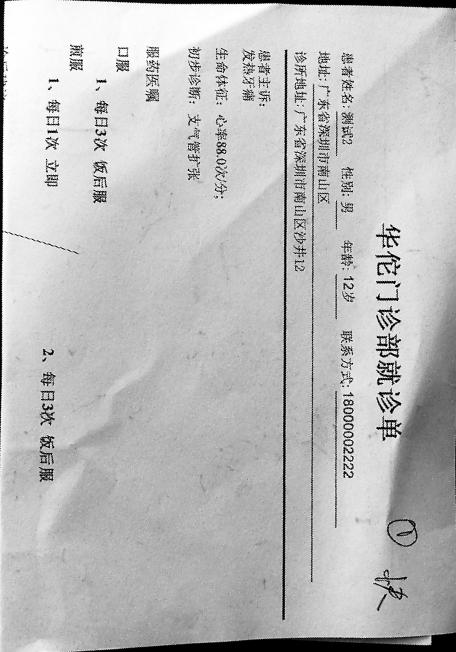 华佗门诊部就诊单
①
患者姓名: 测试2 性别: 男 年龄: 12岁 联系方式: 18000002222
地址: 广东省深圳市南山区
诊所地址: 广东省深圳市南山区沙井12
患者主诉:
发热牙痛
生命体征: 心率88.0次/分;
初步诊断: 支气管扩张
服药医嘱
口服
1、每日3次 饭后服
煎服
1、每日1次 立即 2、每日3次 饭后服